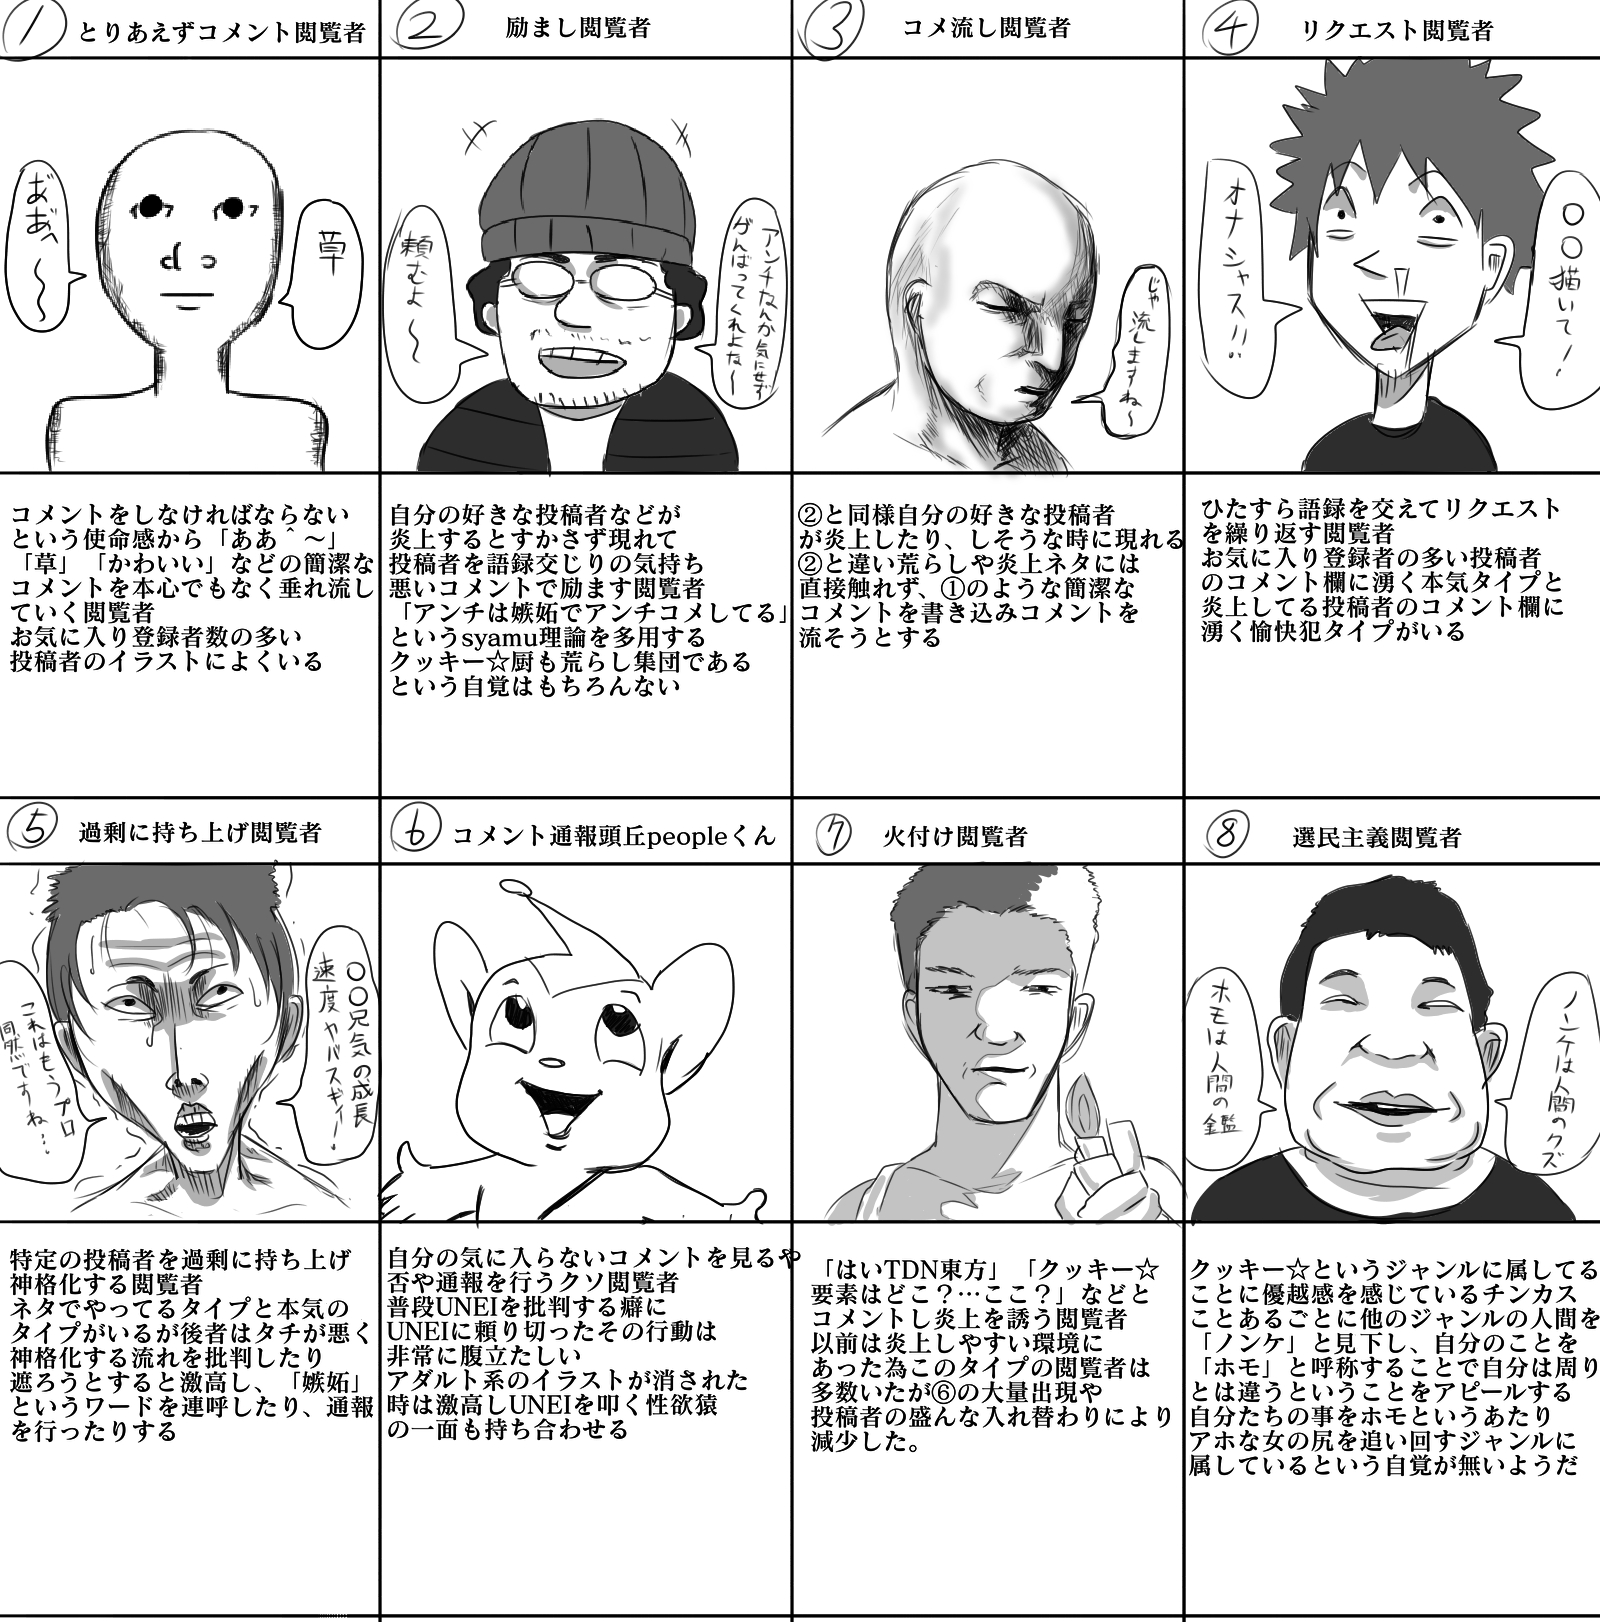 ① とりあえずコメント閲覧者
あ゛あ゛^〜
草
コメントをしなければならない
という使命感から「ああ＾〜」
「草」「かわいい」などの簡潔な
コメントを本心でもなく垂れ流し
ていく閲覧者
お気に入り登録者数の多い
投稿者のイラストによくいる
② 励まし閲覧者
アンチなんか気にせず
がんばってくれよな〜
頼むよ〜
自分の好きな投稿者などが
炎上するとすかさず現れて
投稿者を語録交じりの気持ち
悪いコメントで励ます閲覧者
「アンチは嫉妬でアンチコメしてる」
というsyamu理論を多用する
クッキー☆厨も荒らし集団である
という自覚はもちろんない
③ コメ流し閲覧者
じゃ
流しますね〜
②と同様自分の好きな投稿者
が炎上したり、しそうな時に現れる
②と違い荒らしや炎上ネタには
直接触れず、①のような簡潔な
コメントを書き込みコメントを
流そうとする
④ リクエスト閲覧者
〇〇描いて！
オナシャス！！
ひたすら語録を交えてリクエスト
を繰り返す閲覧者
お気に入り登録者の多い投稿者
のコメント欄に湧く本気タイプと
炎上してる投稿者のコメント欄に
湧く愉快犯タイプがいる
⑤ 過剰に持ち上げ閲覧者
〇〇兄気の成長
速度ヤバスギィ！
これはもうプロ
同然ですね…
特定の投稿者を過剰に持ち上げ
神格化する閲覧者
ネタでやってるタイプと本気の
タイプがいるが後者はタチが悪く
神格化する流れを批判したり
遮ろうとすると激高し、「嫉妬」
というワードを連呼したり、通報
を行ったりする
⑥ コメント通報頭丘peopleくん
自分の気に入らないコメントを見るや
否や通報を行うクソ閲覧者
普段UNEIを批判する癖に
UNEIに頼り切ったその行動は
非常に腹立たしい
アダルト系のイラストが消された
時は激高しUNEIを叩く性欲猿
の一面も持ち合わせる
⑦ 火付け閲覧者
「はいTDN東方」「クッキー☆
要素はどこ？…ここ？」などと
コメントし炎上を誘う閲覧者
以前は炎上しやすい環境に
あった為このタイプの閲覧者は
多数いたが⑥の大量出現や
投稿者の盛んな入れ替わりにより
減少した。
⑧ 選民主義閲覧者
ノンケは人間のクズ
ホモは人間の鑑
クッキー☆というジャンルに属してる
ことに優越感を感じているチンカス
ことあるごとに他のジャンルの人間を
「ノンケ」と見下し、自分のことを
「ホモ」と呼称することで自分は周り
とは違うということをアピールする
自分たちの事をホモというあたり
アホな女の尻を追い回すジャンルに
属しているという自覚が無いようだ